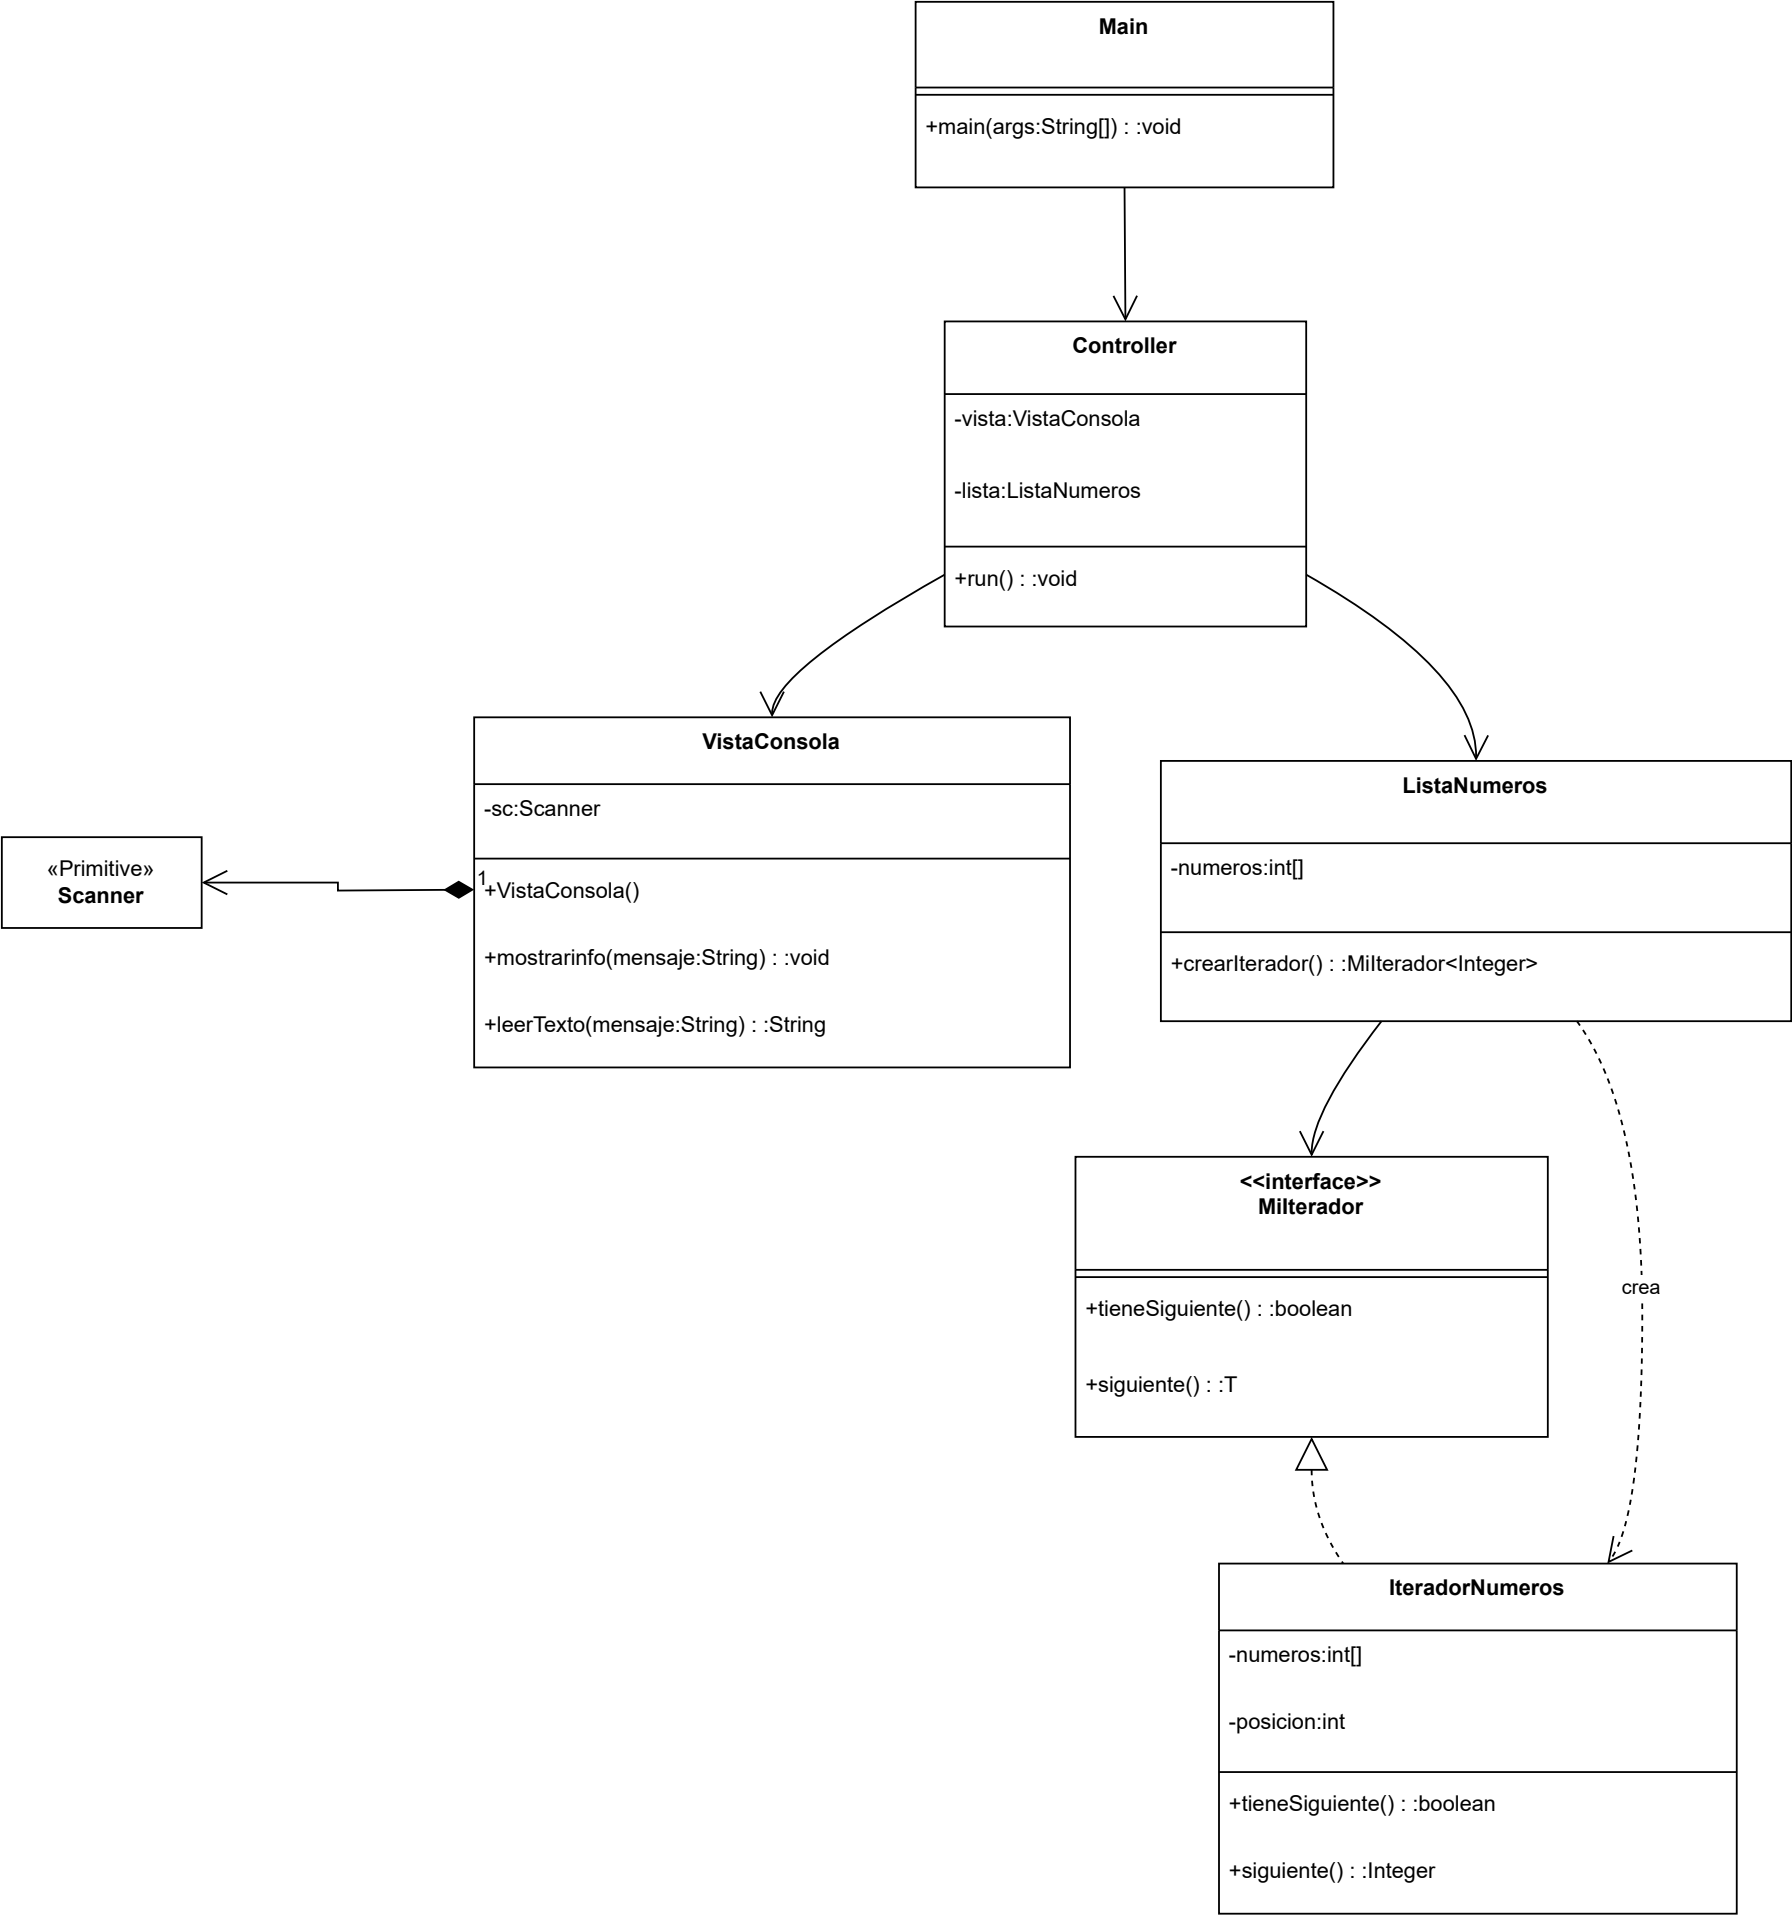 Main
+main(args:String[]) : :void
Controller
-vista:VistaConsola
-lista:ListaNumeros
+run() : :void
VistaConsola
-sc:Scanner
1
+VistaConsola()
+mostrarinfo(mensaje:String) : :void
+leerTexto(mensaje:String) : :String
«Primitive»
Scanner
ListaNumeros
-numeros:int[]
+crearIterador() : :MiIterador<Integer>
<<interface>>
MiIterador
+tieneSiguiente() : :boolean
+siguiente() : :T
crea
IteradorNumeros
-numeros:int[]
-posicion:int
+tieneSiguiente() : :boolean
+siguiente() : :Integer